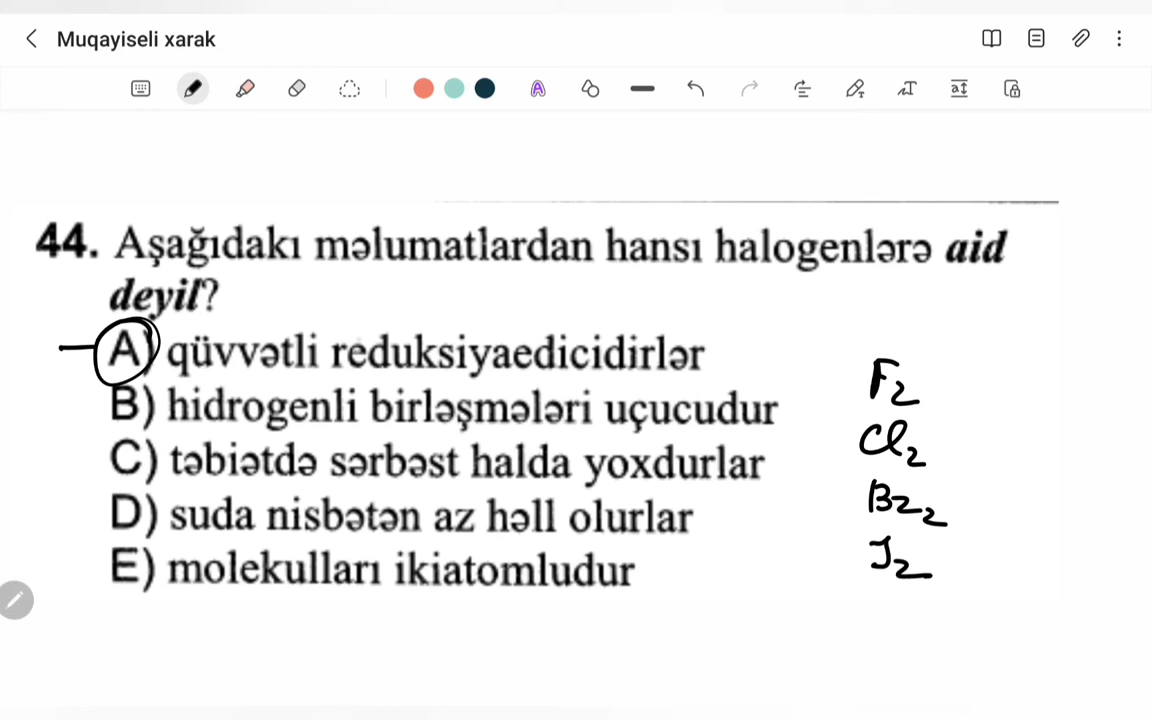 Muqayiseli xarak
44. Aşağıdakı məlumatlardan hansı halogenlərə aid
deyil?
A) qüvvətli reduksiyaedicidirlər
B) hidrogenli birləşmələri uçucudur
C) təbiətdə sərbəst halda yoxdurlar
D) suda nisbətən az həll olurlar
E) molekulları ikiatomludur
F2
Cl2
Br2
J2